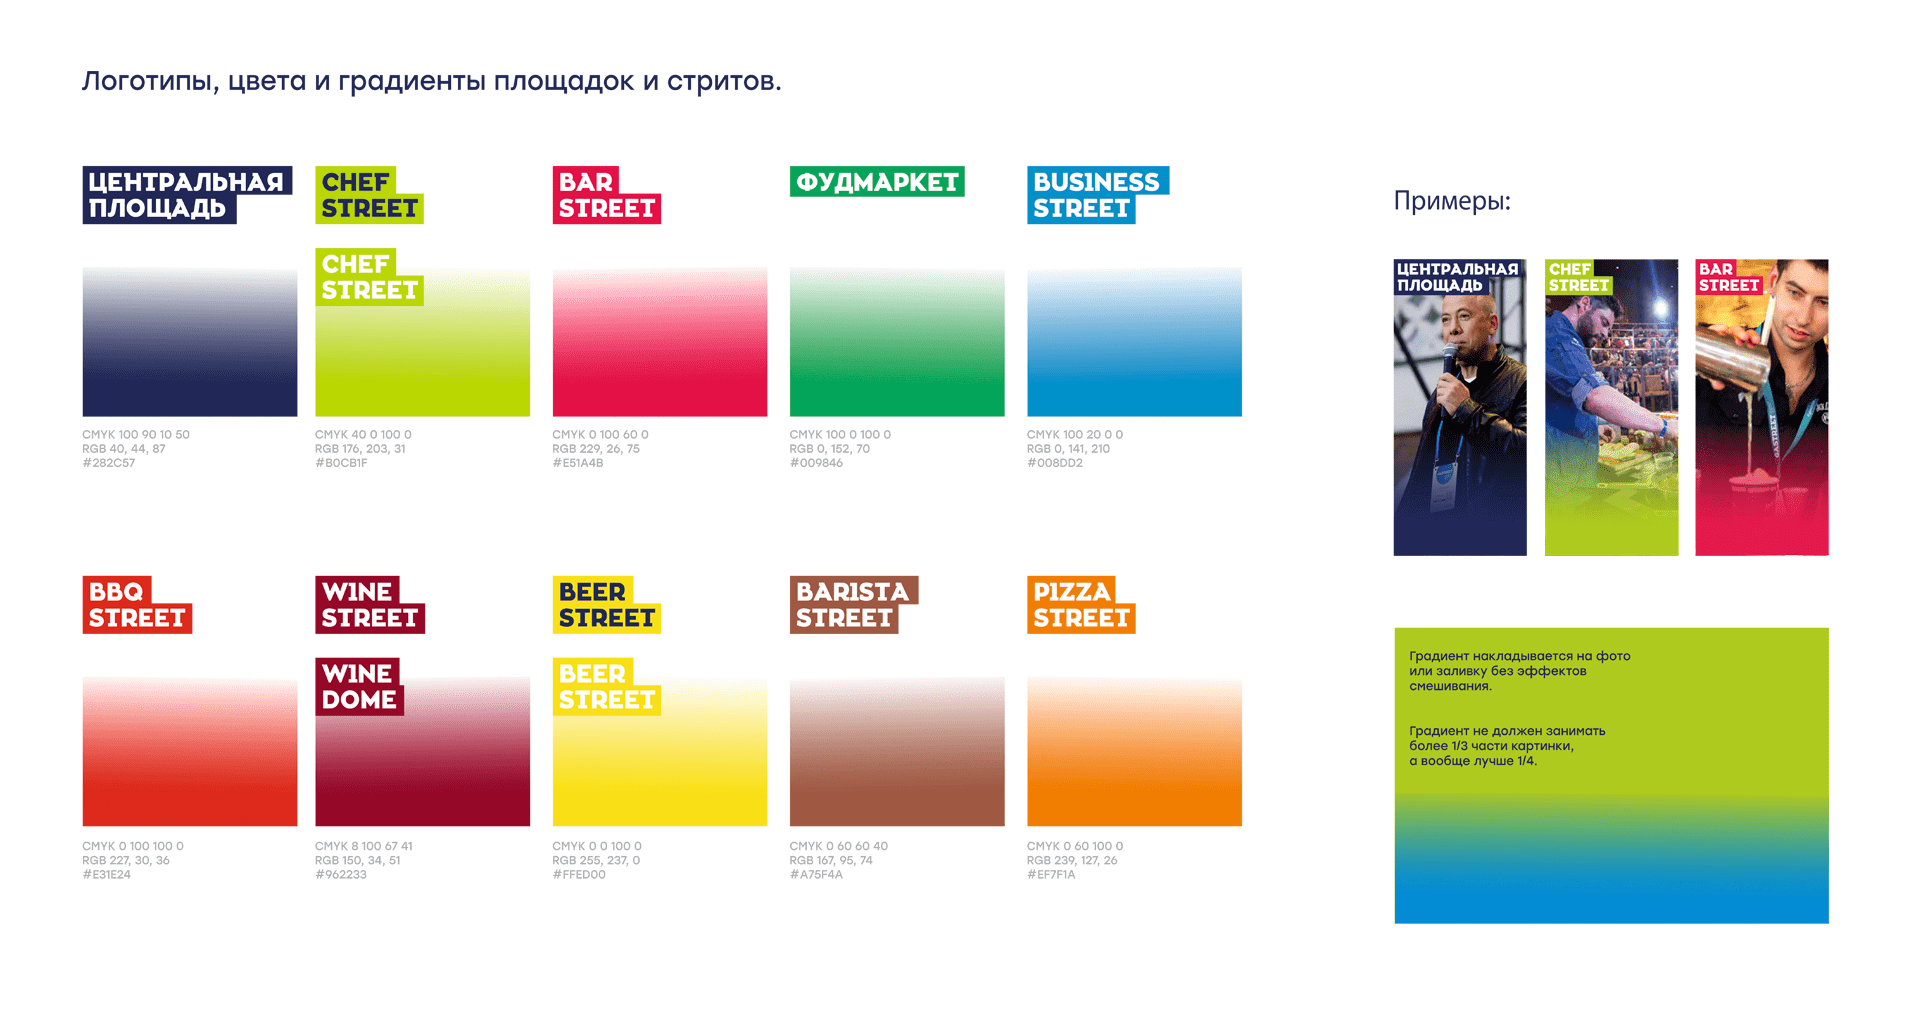 Логотипы, цвета и градиенты площадок и стритов.
ЦЕНТРАЛЬНАЯ
ПЛОЩАДЬ
CMYK 100 90 10 50
RGB 40, 44, 87
#282C57
CHEF
STREET
CHEF
STREET
CMYK 40 0 100 0
RGB 176, 203, 31
#B0CB1F
BAR
STREET
CMYK 0 100 60 0
RGB 229, 26, 75
#E51A4B
ФУДМАРКЕТ
CMYK 100 0 100 0
RGB 0, 152, 70
#009846
BUSINESS
STREET
CMYK 100 20 0 0
RGB 0, 141, 210
#008DD2
BBQ
STREET
CMYK 0 100 100 0
RGB 227, 30, 36
#E31E24
WINE
STREET
WINE
DOME
CMYK 8 100 67 41
RGB 150, 34, 51
#962233
BEER
STREET
BEER
STREET
CMYK 0 0 100 0
RGB 255, 237, 0
#FFED00
BARISTA
STREET
CMYK 0 60 60 40
RGB 167, 95, 74
#A75F4A
PIZZA
STREET
CMYK 0 60 100 0
RGB 239, 127, 26
#EF7F1A
Примеры:
ЦЕНТРАЛЬНАЯ
ПЛОЩАДЬ
CHEF
STREET
BAR
STREET
GASTREET
Градиент накладывается на фото
или заливку без эффектов
смешивания.
Градиент не должен занимать
более 1/3 части картинки,
а вообще лучше 1/4.